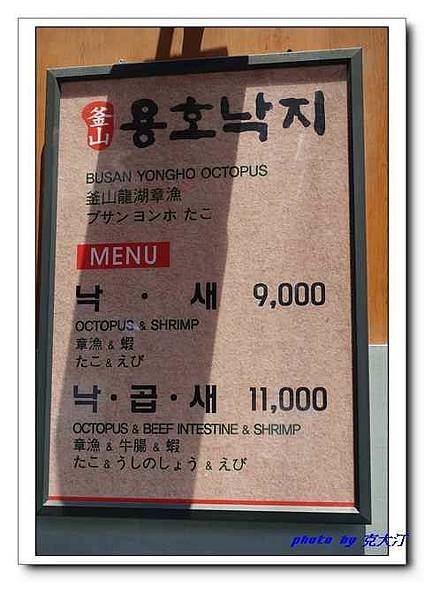 釜山 용호낙지
BUSAN YONGHO OCTOPUS
釜山龍湖章漁
プサン ヨンホ たこ
MENU
낙 · 새 9,000
OCTOPUS & SHRIMP
章漁 & 蝦
たこ & えび
낙·곱·새 11,000
OCTOPUS & BEEF INTESTINE & SHRIMP
章漁 & 牛腸 & 蝦
たこ & うしのしょう & えび
photo by 克大汀